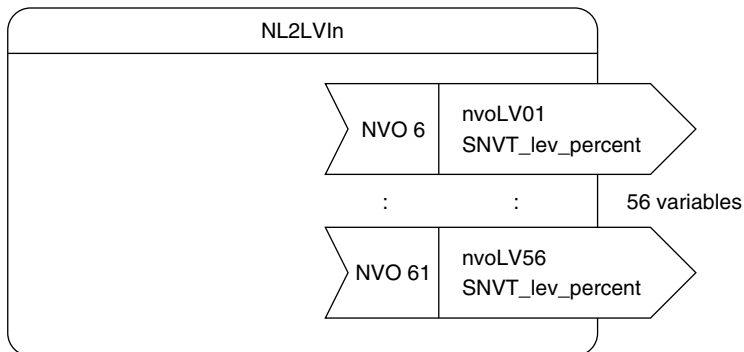 NL2LVIn
NVO 6
nvoLV01
SNVT_lev_percent
: :
56 variables
NVO 61
nvoLV56
SNVT_lev_percent